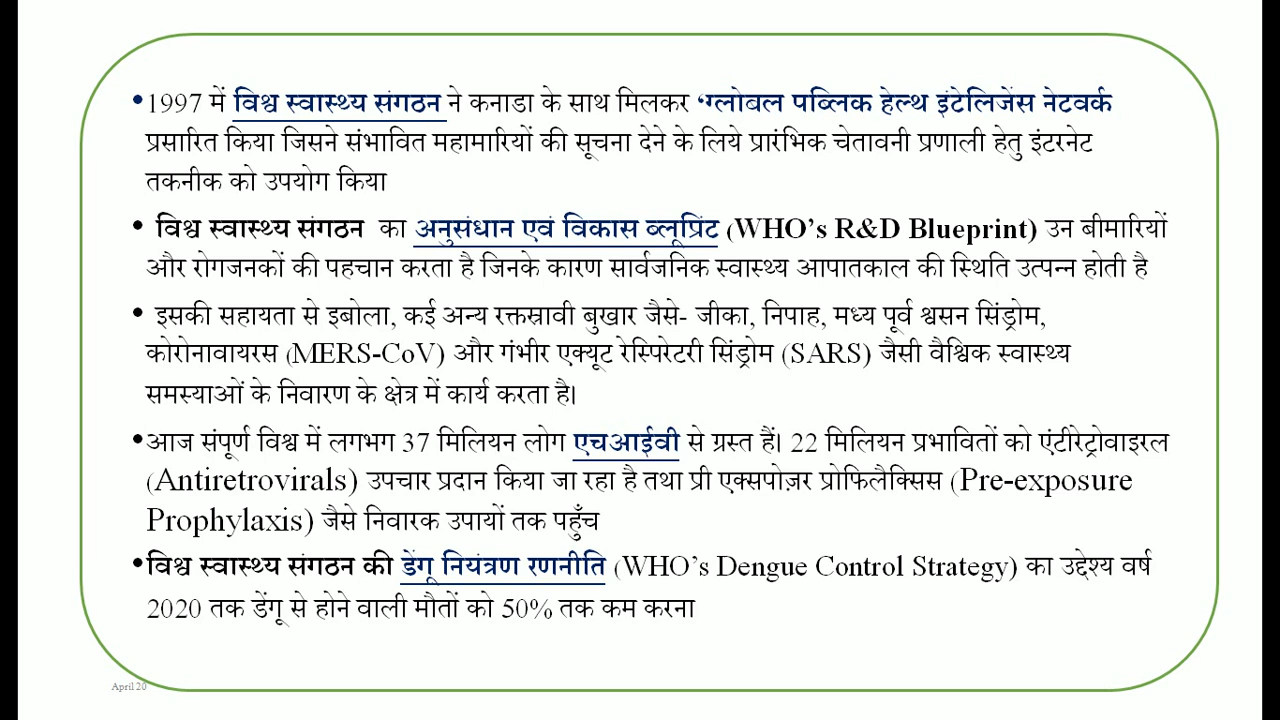 •1997 में विश्व स्वास्थ्य संगठन ने कनाडा के साथ मिलकर ‘ग्लोबल पब्लिक हेल्थ इंटेलिजेंस नेटवर्क
प्रसारित किया जिसने संभावित महामारियों की सूचना देने के लिये प्रारंभिक चेतावनी प्रणाली हेतु इंटरनेट
तकनीक को उपयोग किया
• विश्व स्वास्थ्य संगठन का अनुसंधान एवं विकास ब्लूप्रिंट (WHO’s R&D Blueprint) उन बीमारियों
और रोगजनकों की पहचान करता है जिनके कारण सार्वजनिक स्वास्थ्य आपातकाल की स्थिति उत्पन्न होती है
• इसकी सहायता से इबोला, कई अन्य रक्तस्रावी बुखार जैसे- जीका, निपाह, मध्य पूर्व श्वसन सिंड्रोम,
कोरोनावायरस (MERS-CoV) और गंभीर एक्यूट रेस्पिरेटरी सिंड्रोम (SARS) जैसी वैश्विक स्वास्थ्य
समस्याओं के निवारण के क्षेत्र में कार्य करता है।
•आज संपूर्ण विश्व में लगभग 37 मिलियन लोग एचआईवी से ग्रस्त हैं। 22 मिलियन प्रभावितों को एंटीरेट्रोवाइरल
(Antiretrovirals) उपचार प्रदान किया जा रहा है तथा प्री एक्सपोज़र प्रोफिलैक्सिस (Pre-exposure
Prophylaxis) जैसे निवारक उपायों तक पहुँच
•विश्व स्वास्थ्य संगठन की डेंगू नियंत्रण रणनीति (WHO’s Dengue Control Strategy) का उद्देश्य वर्ष
2020 तक डेंगू से होने वाली मौतों को 50% तक कम करना
April 20